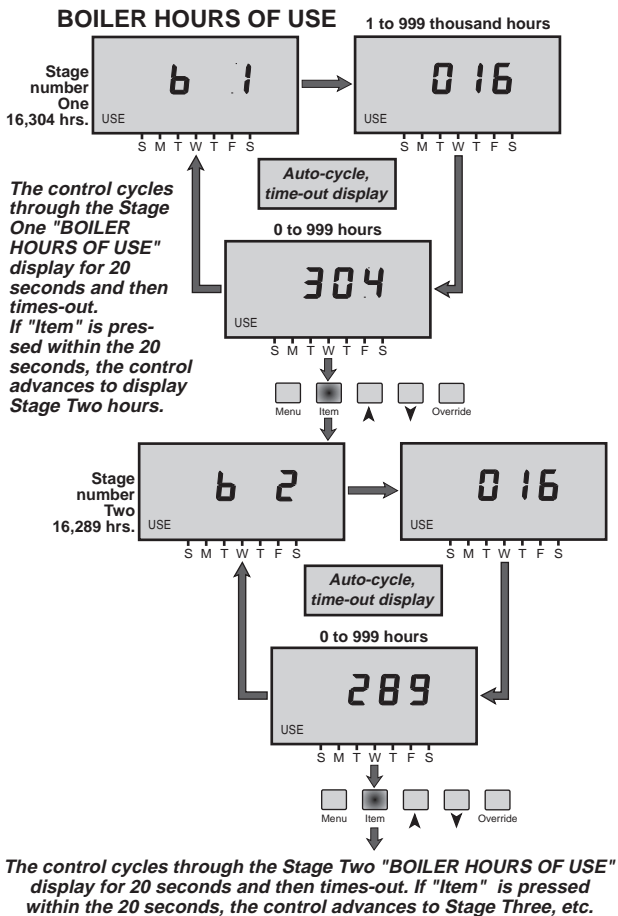 BOILER HOURS OF USE
1 to 999 thousand hours
Stage
number
One
16,304 hrs.
b 1
USE
S M T W T F S
016
USE
S M T W T F S
The control cycles
through the Stage
One "BOILER
HOURS OF USE"
display for 20
seconds and then
times-out.
If "Item" is pres-
sed within the 20
seconds, the control
advances to display
Stage Two hours.
Auto-cycle,
time-out display
0 to 999 hours
304
USE
S M T W T F S
Menu Item Override
Stage
number
Two
16,289 hrs.
b 2
USE
S M T W T F S
016
USE
S M T W T F S
Auto-cycle,
time-out display
0 to 999 hours
289
USE
S M T W T F S
Menu Item Override
The control cycles through the Stage Two "BOILER HOURS OF USE"
display for 20 seconds and then times-out. If "Item" is pressed
within the 20 seconds, the control advances to Stage Three, etc.